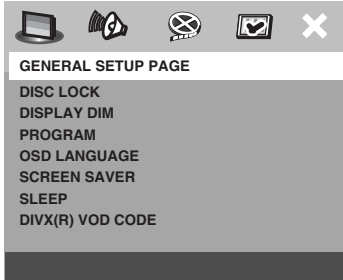 GENERAL SETUP PAGE
DISC LOCK
DISPLAY DIM
PROGRAM
OSD LANGUAGE
SCREEN SAVER
SLEEP
DIVX(R) VOD CODE